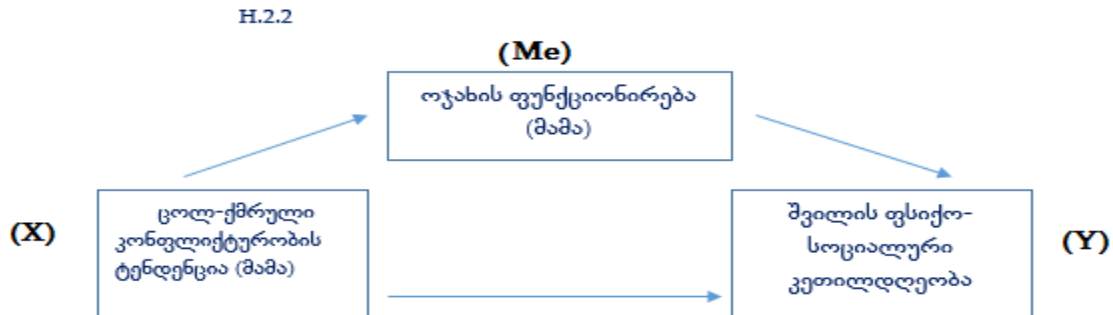 H.2.2
(Me)
ოჯახის ფუნქციონირება
(მამა)
(X)
ცოლ-ქმრული
კონფლიქტურობის
ტენდენცია (მამა)
შვილის ფსიქო-
სოციალური
კეთილდღეობა
(Y)